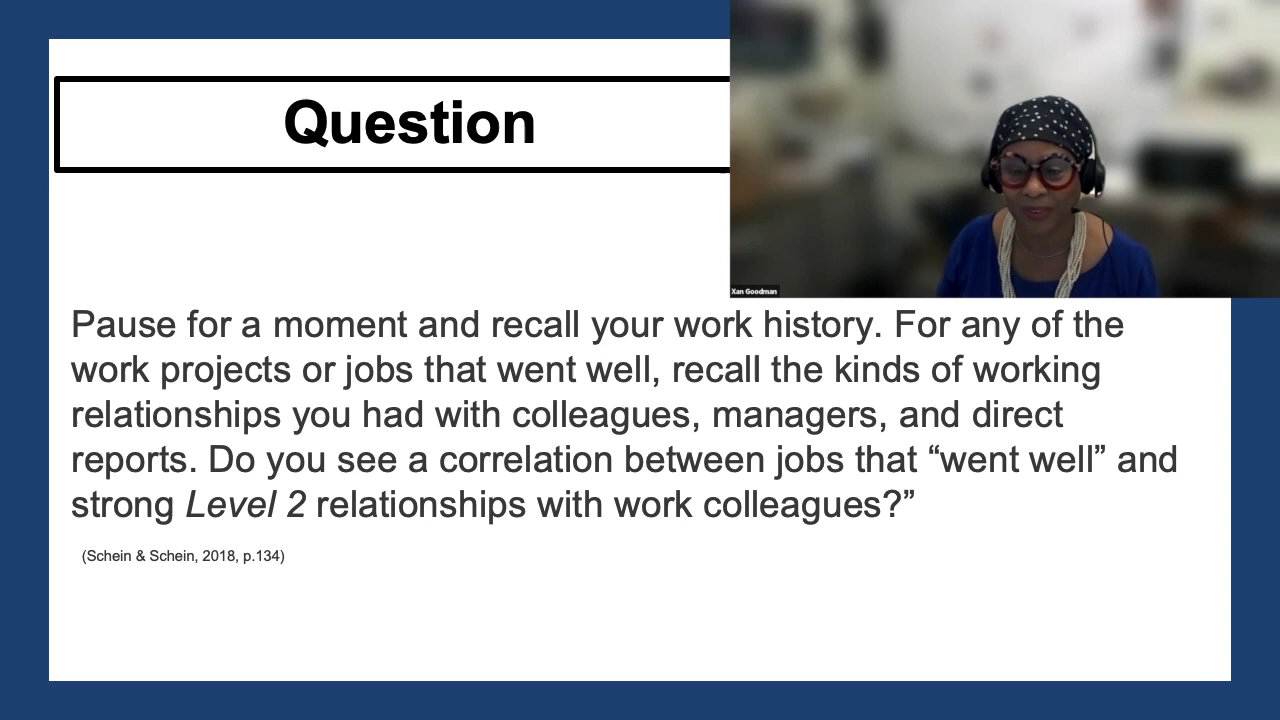 Question
Xan Goodman
Pause for a moment and recall your work history. For any of the
work projects or jobs that went well, recall the kinds of working
relationships you had with colleagues, managers, and direct
reports. Do you see a correlation between jobs that “went well” and
strong Level 2 relationships with work colleagues?”
(Schein & Schein, 2018, p.134)